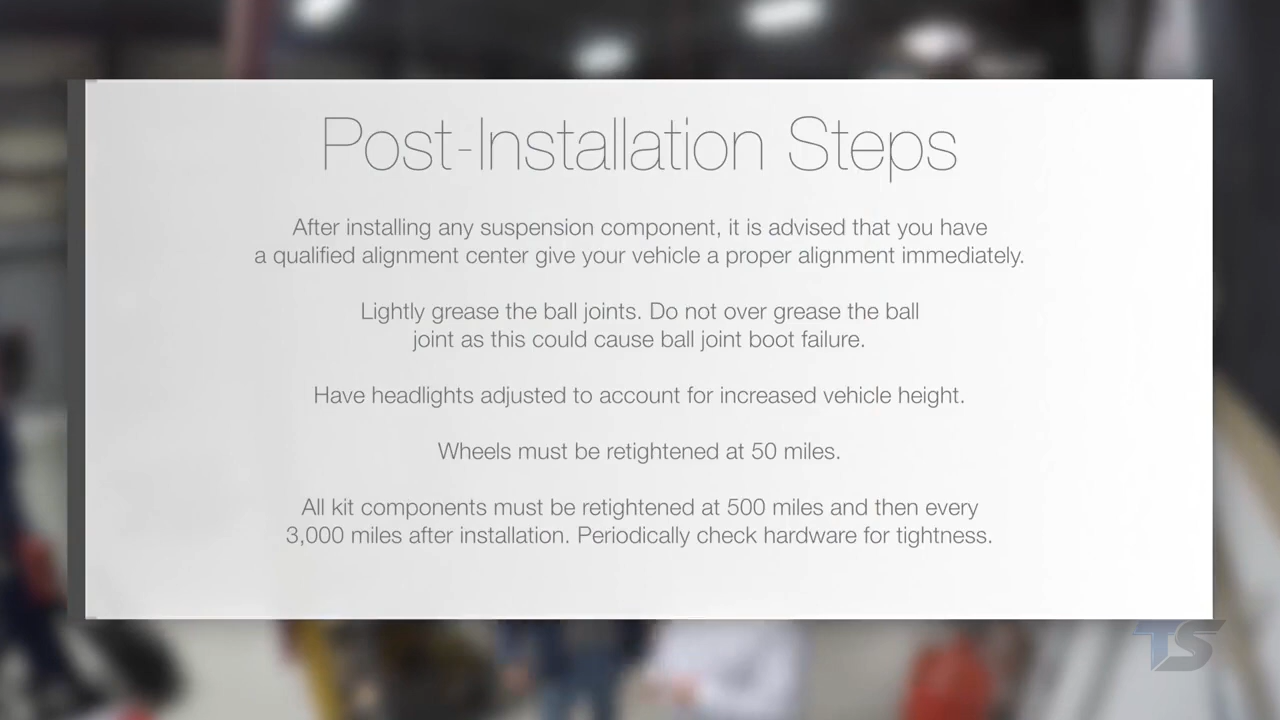 Post-Installation Steps
After installing any suspension component, it is advised that you have
a qualified alignment center give your vehicle a proper alignment immediately.
Lightly grease the ball joints. Do not over grease the ball
joint as this could cause ball joint boot failure.
Have headlights adjusted to account for increased vehicle height.
Wheels must be retightened at 50 miles.
All kit components must be retightened at 500 miles and then every
3,000 miles after installation. Periodically check hardware for tightness.
TS